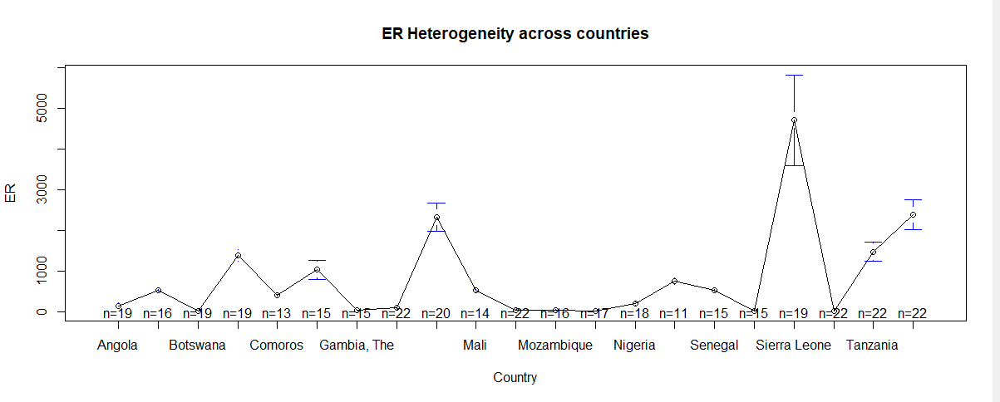 ER Heterogeneity across countries
ER
5000
3000
1000
0
n=19 n=16 n=19 n=19 n=13 n=15 n=15 n=22 n=20 n=14 n=22 n=16 n=17 n=18 n=11 n=15 n=15 n=19 n=22 n=22 n=22
Angola Botswana Comoros Gambia, The Mali Mozambique Nigeria Senegal Sierra Leone Tanzania
Country